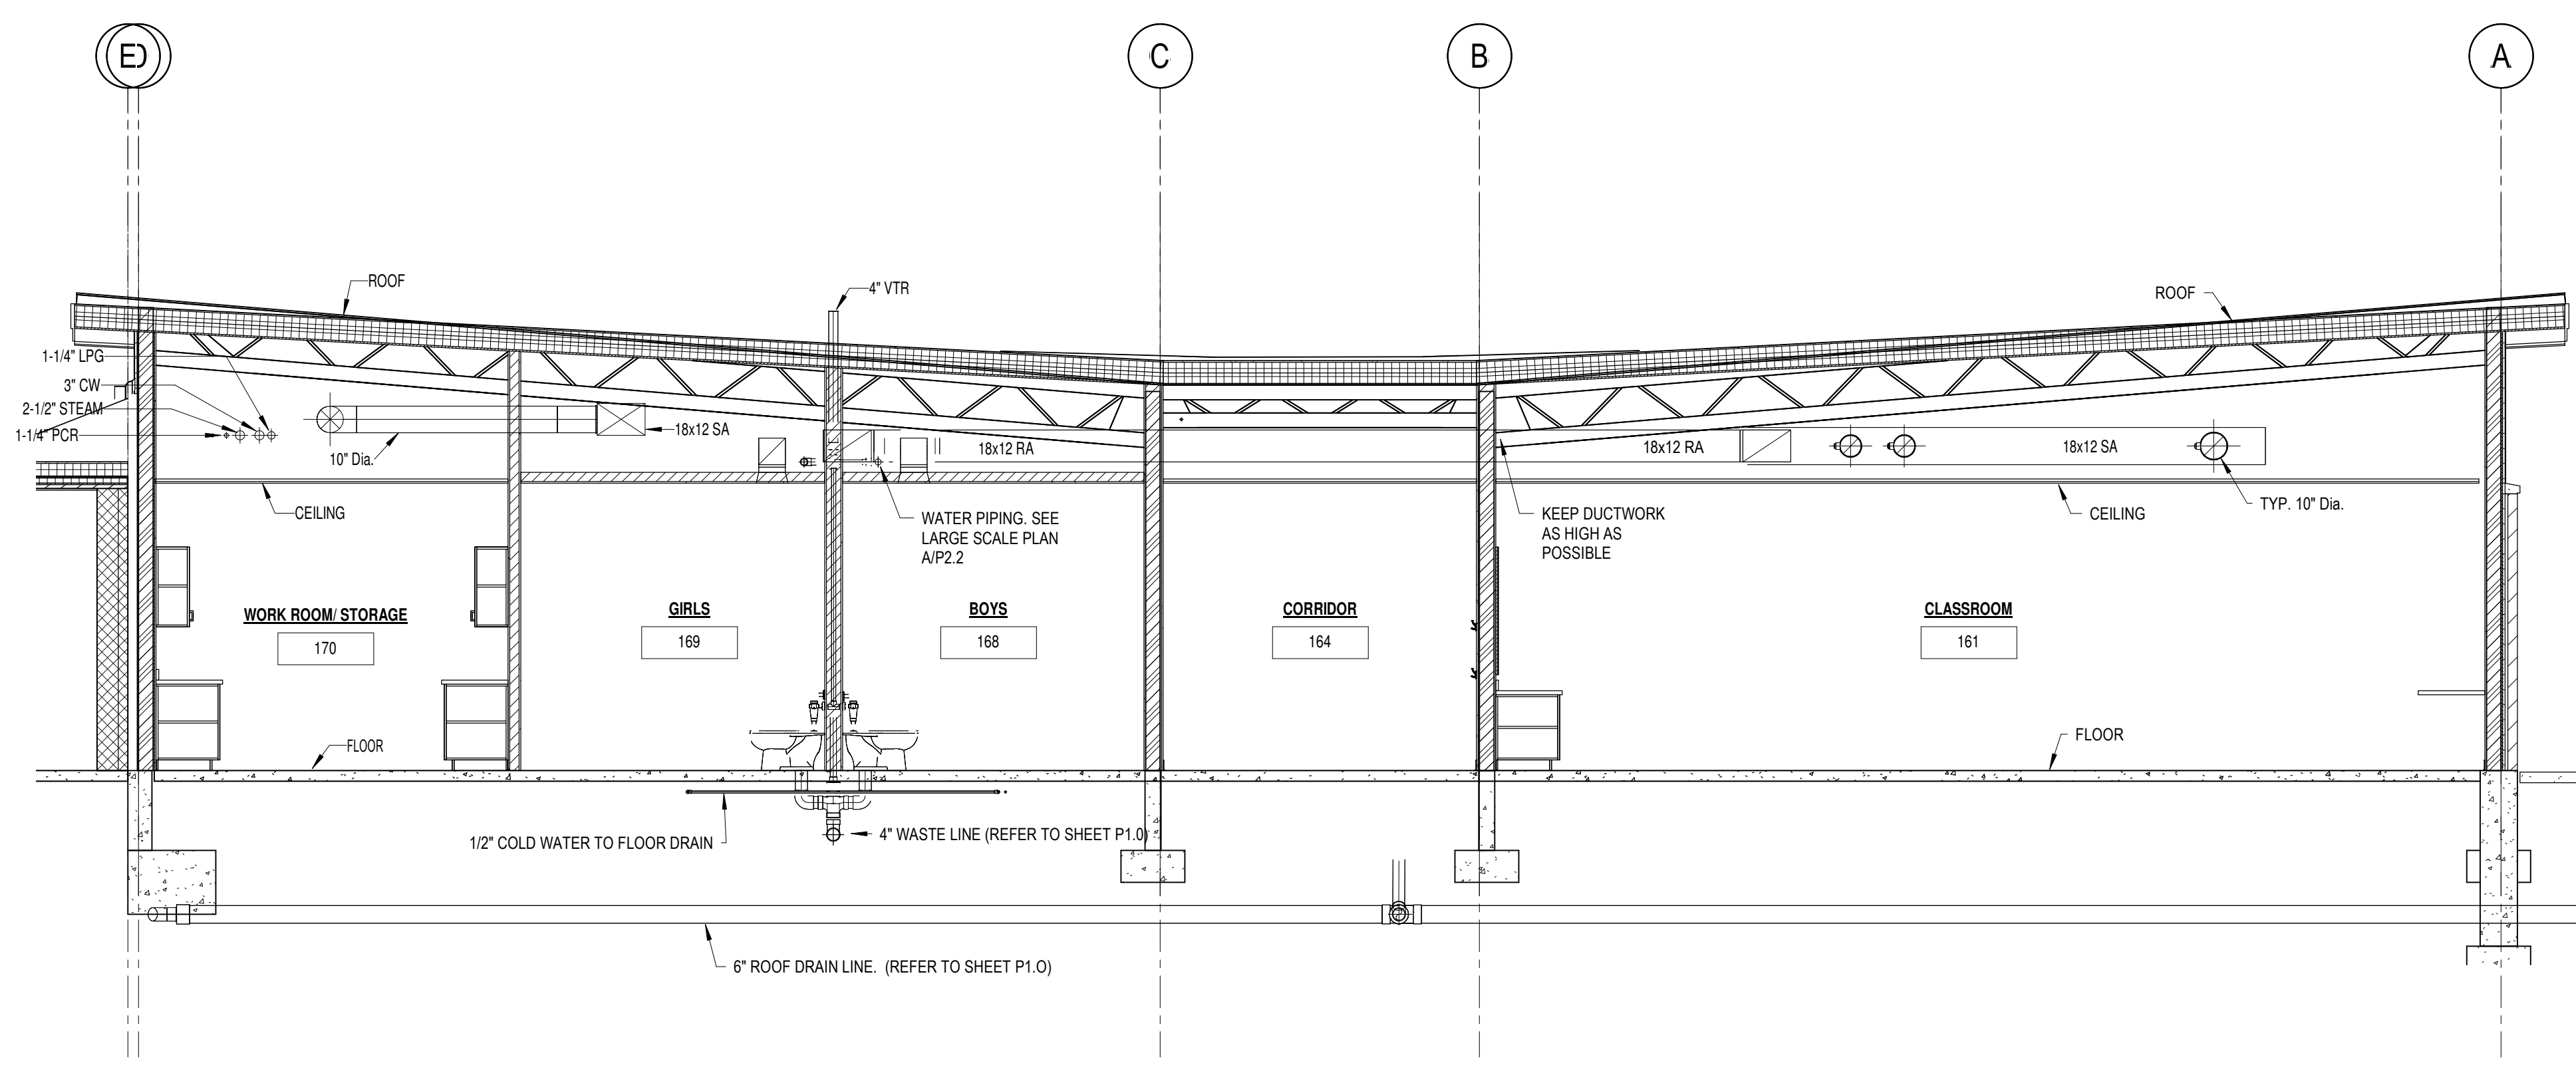 E D
C
B
A
ROOF
4" VTR
ROOF
1-1/4" LPG
3" CW
2-1/2" STEAM
1-1/4" PCR
10" Dia.
18x12 SA
18x12 RA
18x12 RA
18x12 SA
CEILING
WATER PIPING. SEE
LARGE SCALE PLAN
A/P2.2
KEEP DUCTWORK
AS HIGH AS
POSSIBLE
CEILING
TYP. 10" Dia.
WORK ROOM/ STORAGE
170
GIRLS
169
BOYS
168
CORRIDOR
164
CLASSROOM
161
FLOOR
FLOOR
1/2" COLD WATER TO FLOOR DRAIN
4" WASTE LINE (REFER TO SHEET P1.0)
6" ROOF DRAIN LINE. (REFER TO SHEET P1.O)